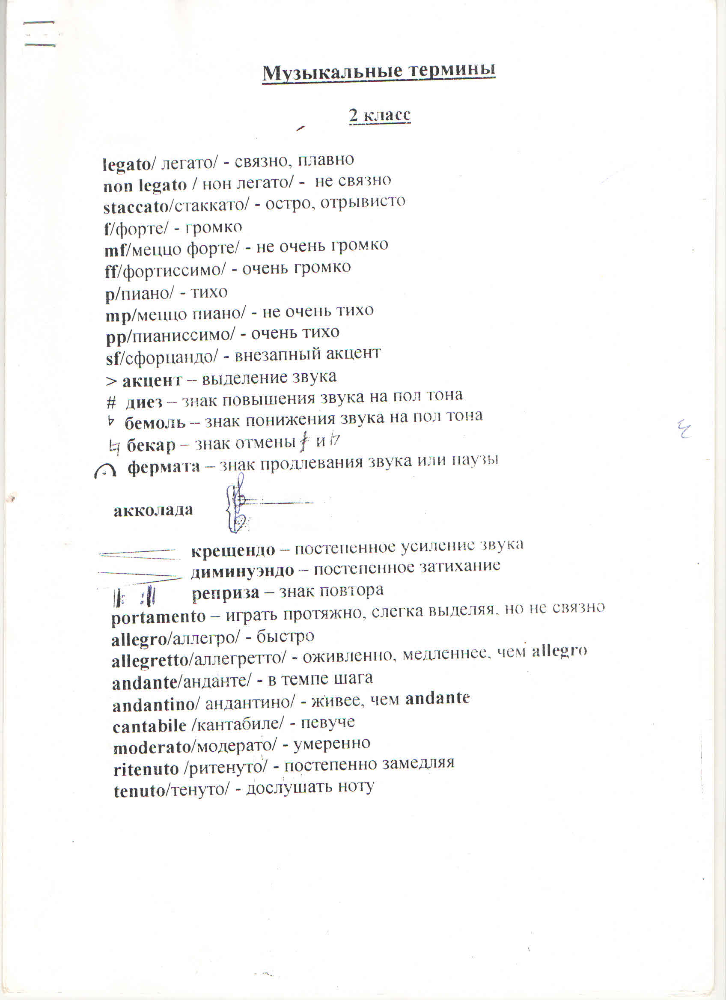 Музыкальные термины
2 класс
legato/ легато/ - связно, плавно
non legato / нон легато/ - не связно
staccato/стаккато/ - остро, отрывисто
f/форте/ - громко
mf/меццо форте/ - не очень громко
ff/фортиссимо/ - очень громко
p/пиано/ - тихо
mp/меццо пиано/ - не очень тихо
pp/пианиссимо/ - очень тихо
sf/сфорцандо/ - внезапный акцент
> акцент – выделение звука
# диез – знак повышения звука на пол тона
♭ бемоль – знак понижения звука на пол тона
♮ бекар – знак отмены ♯ и ♭
фермата – знак продлевания звука или паузы
акколада
крещендо – постепенное усиление звука
диминуэндо – постепенное затихание
реприза – знак повтора
portamento – играть протяжно, слегка выделяя, но не связно
allegro/аллегро/ - быстро
allegretto/аллегретто/ - оживленно, медленнее, чем allegro
andante/анданте/ - в темпе шага
andantino/ андантино/ - живее, чем andante
cantabile /кантабиле/ - певуче
moderato/модерато/ - умеренно
ritenuto /ритенуто/ - постепенно замедляя
tenuto/тенуто/ - дослушать ноту